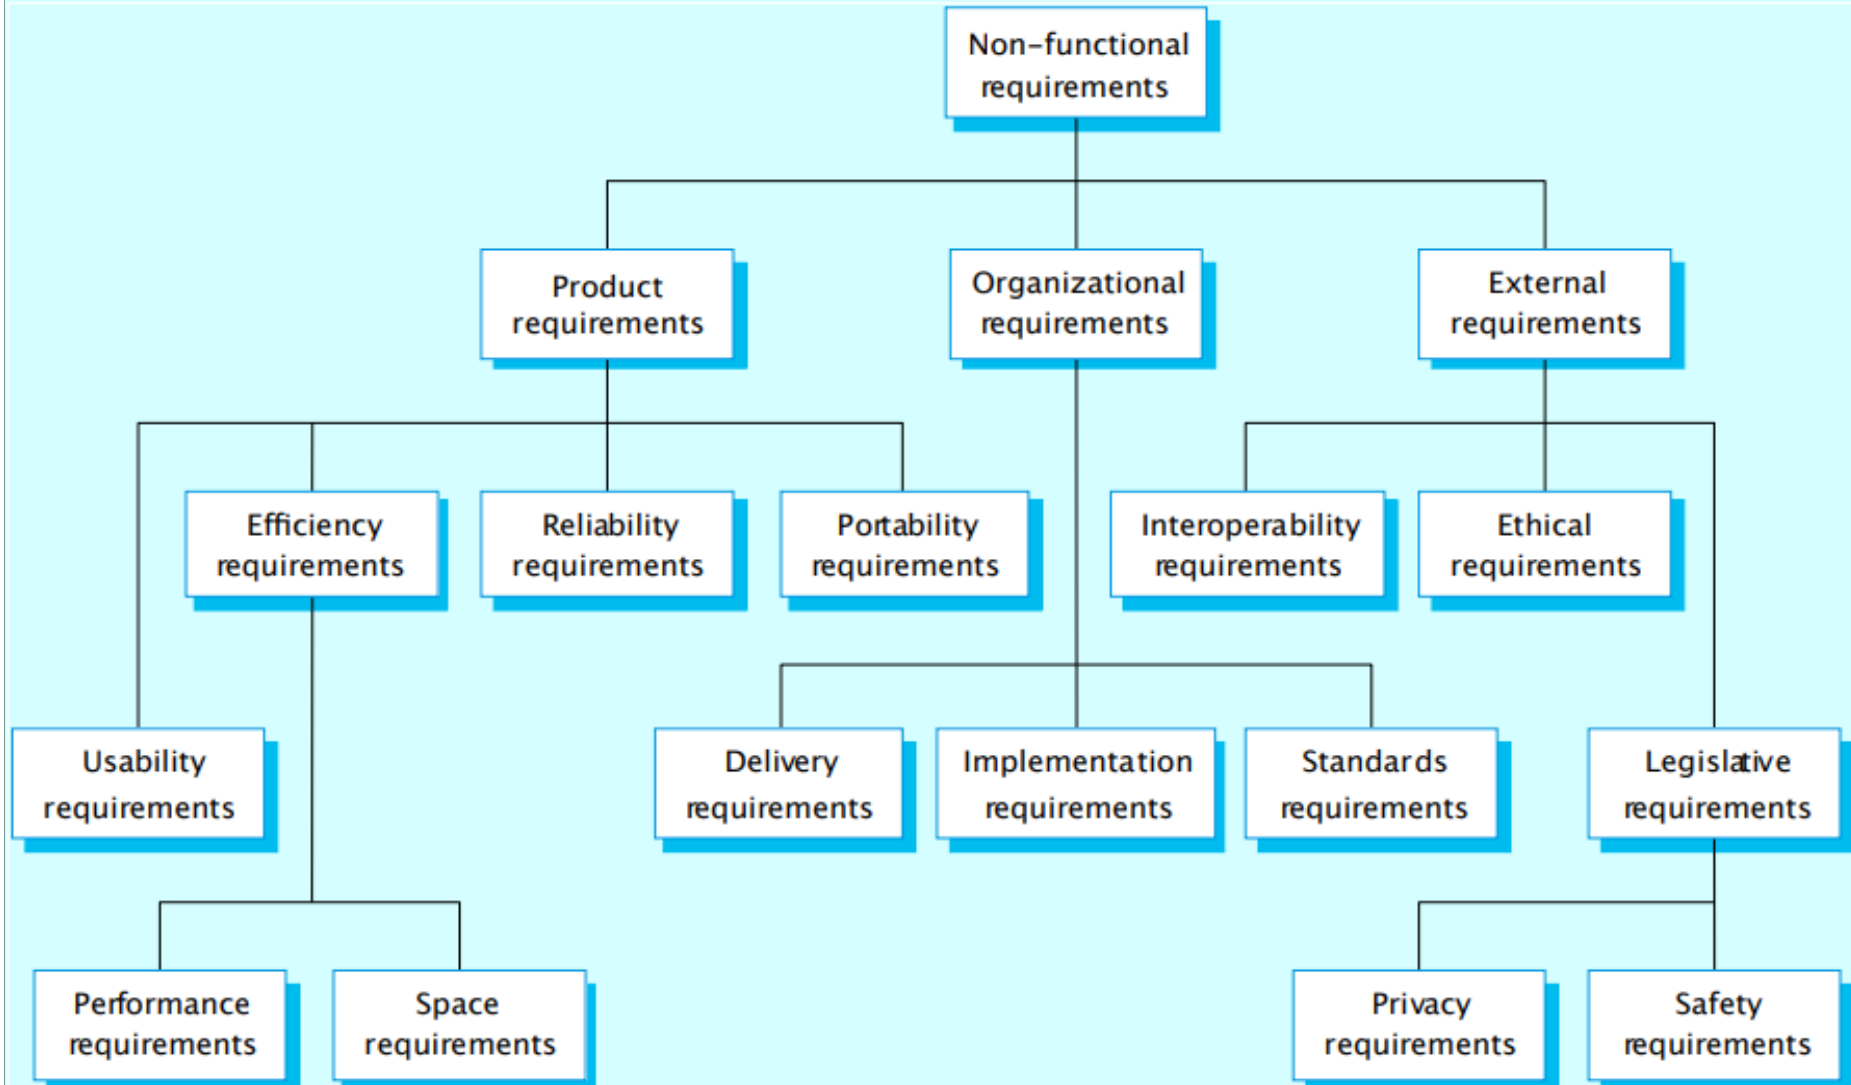 Non-functional
requirements
Product
requirements
Organizational
requirements
External
requirements
Efficiency
requirements
Reliability
requirements
Portability
requirements
Interoperability
requirements
Ethical
requirements
Usability
requirements
Delivery
requirements
Implementation
requirements
Standards
requirements
Legislative
requirements
Performance
requirements
Space
requirements
Privacy
requirements
Safety
requirements